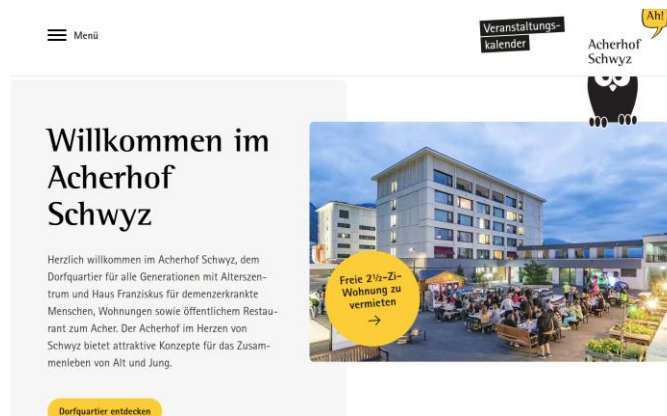 Menü
Veranstaltungs-
kalender
Ah!
Acherhof
Schwyz
Willkommen im
Acherhof
Schwyz
Herzlich willkommen im Acherhof Schwyz, dem
Dorfquartier für alle Generationen mit Alterszen-
trum und Haus Franziskus für demenzerkrankte
Menschen, Wohnungen sowie öffentlichem Restau-
rant zum Acher. Der Acherhof im Herzen von
Schwyz bietet attraktive Konzepte für das Zusam-
menleben von Alt und Jung.
Dorfquartier entdecken
Freie 2½-Zi-
Wohnung zu
vermieten